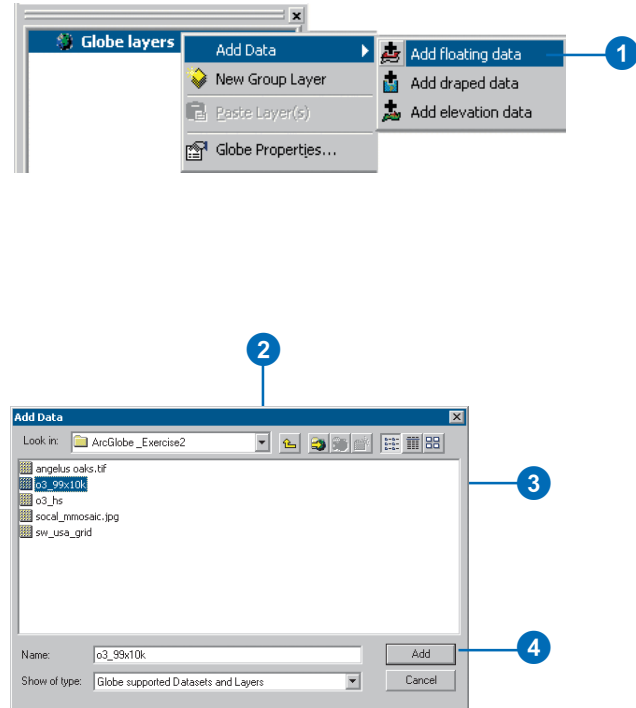 Globe layers
Add Data
New Group Layer
Paste Layer(s)
Globe Properties...
Add floating data
Add draped data
Add elevation data
1
2
Add Data
Look in: ArcGlobe _Exercise2
angelus oaks.tif
o3_99x10k
o3_hs
socal_mmosaic.jpg
sw_usa_grid
3
Name: o3_99x10k Add
4
Show of type: Globe supported Datasets and Layers Cancel